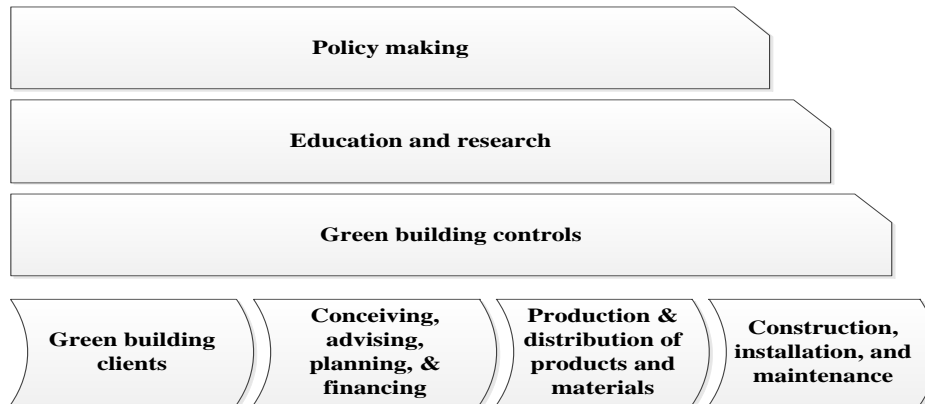 Policy making
Education and research
Green building controls
Green building
clients
Conceiving,
advising,
planning, &
financing
Production &
distribution of
products and
materials
Construction,
installation, and
maintenance